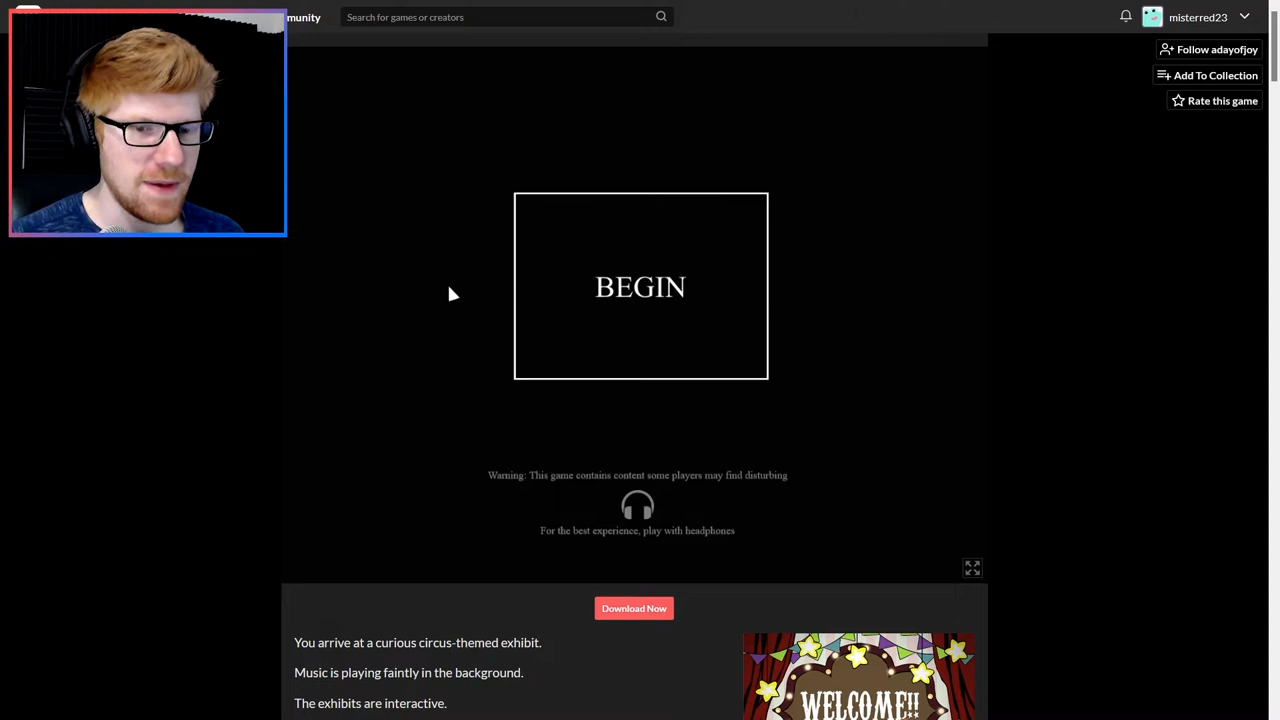 mmunity
Search for games or creators
misterred23
Follow adayofjoy
Add To Collection
Rate this game
BEGIN
Warning: This game contains content some players may find disturbing
For the best experience, play with headphones
Download Now
You arrive at a curious circus-themed exhibit.
Music is playing faintly in the background.
The exhibits are interactive.
WELCOME!!